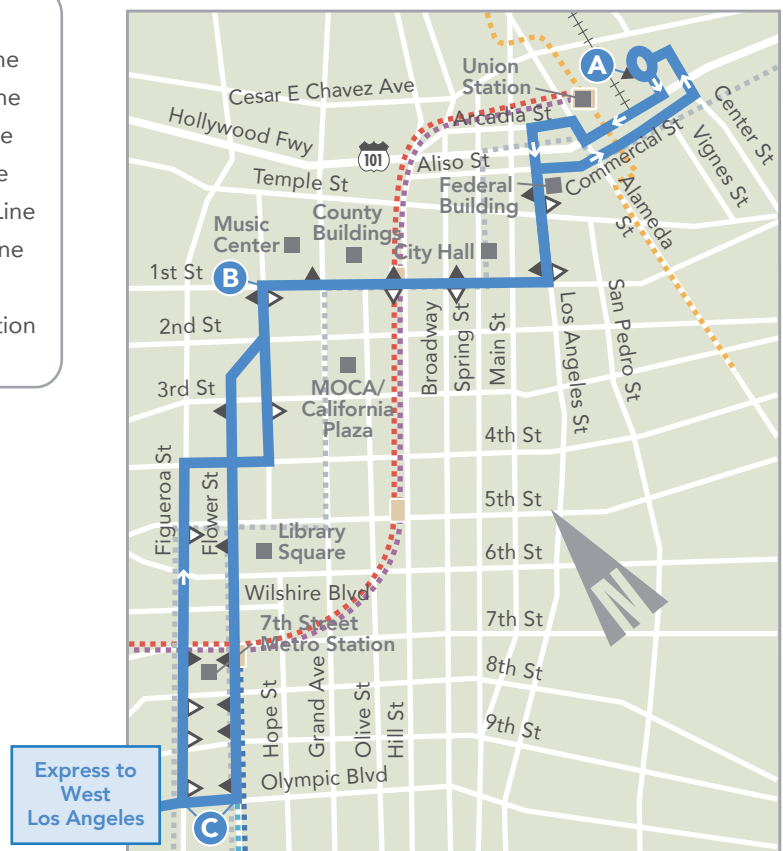 ne
ne
e
e
Line
ne
tion
Union
Station
A
Cesar E Chavez Ave
Arcadia St
Hollywood Fwy
101
Aliso St
Commercial St
Center St
Vignes St
Temple St
Federal
Building
Alameda
St
Music
Center
County
Buildings
City Hall
1st St
B
2nd St
Broadway
Spring St
Main St
Los Angeles St
San Pedro St
3rd St
MOCA/
California
Plaza
4th St
Figueroa St
Flower St
5th St
Library
Square
6th St
N
Wilshire Blvd
7th Street
Metro Station
7th St
8th St
Hope St
Grand Ave
Olive St
Hill St
9th St
Olympic Blvd
Express to
West
Los Angeles
C